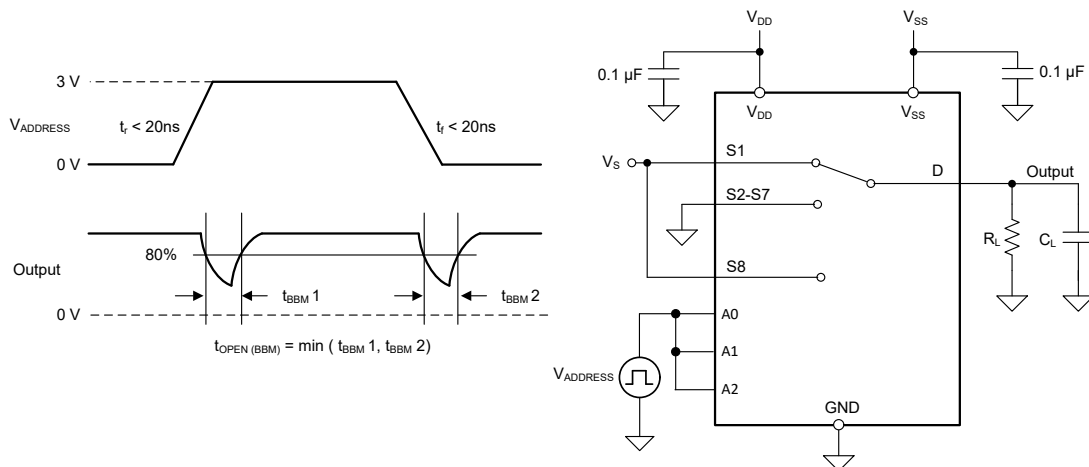 3 V
V_ADDRESS
t_r < 20ns
t_f < 20ns
0 V
80%
Output
t_BBM 1
t_BBM 2
0 V
t_OPEN (BBM) = min ( t_BBM 1, t_BBM 2)
V_DD
V_SS
0.1 µF
0.1 µF
V_DD
V_SS
V_S
S1
D
Output
S2-S7
R_L
C_L
S8
A0
A1
V_ADDRESS
A2
GND